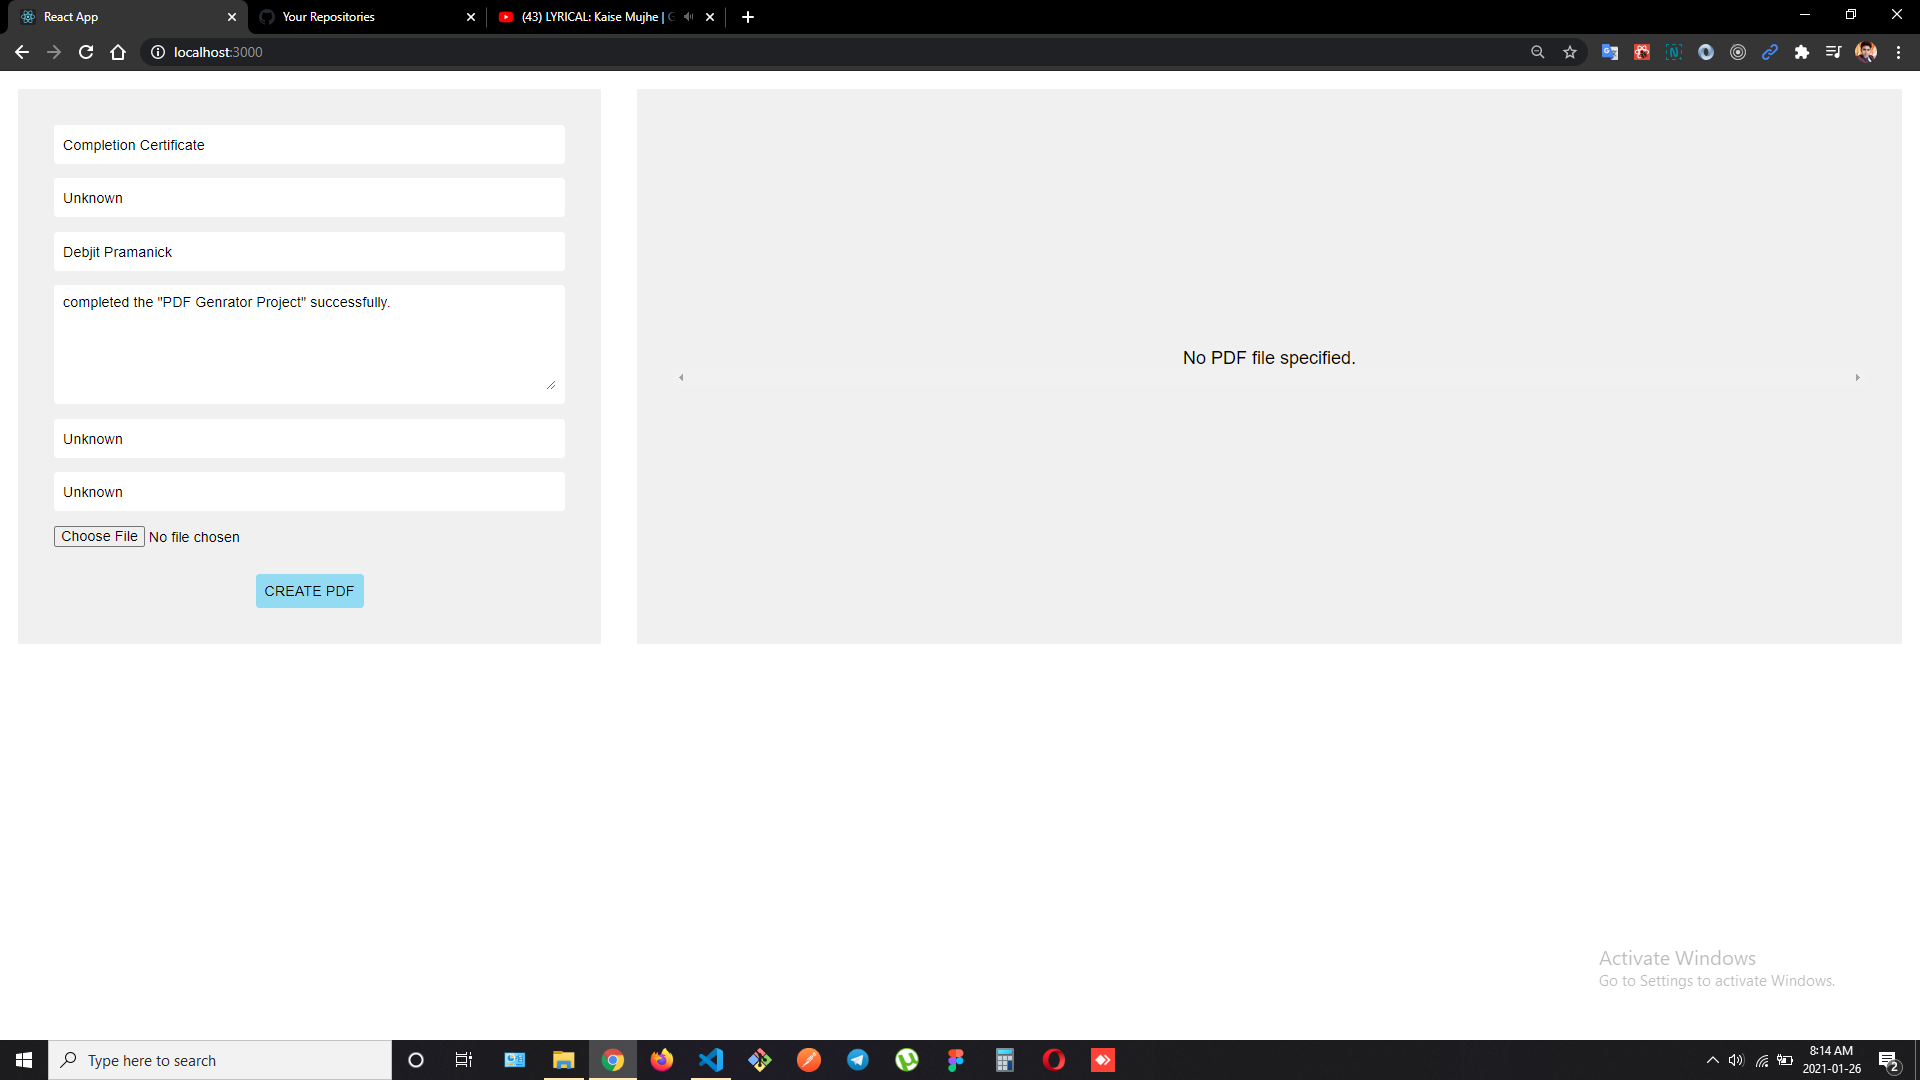 React App
Your Repositories
(43) LYRICAL: Kaise Mujhe | G
localhost:3000
Completion Certificate
Unknown
Debjit Pramanick
completed the "PDF Genrator Project" successfully.
Unknown
Unknown
Choose File No file chosen
CREATE PDF
No PDF file specified.
Activate Windows
Go to Settings to activate Windows.
Type here to search
8:14 AM
2021-01-26
2